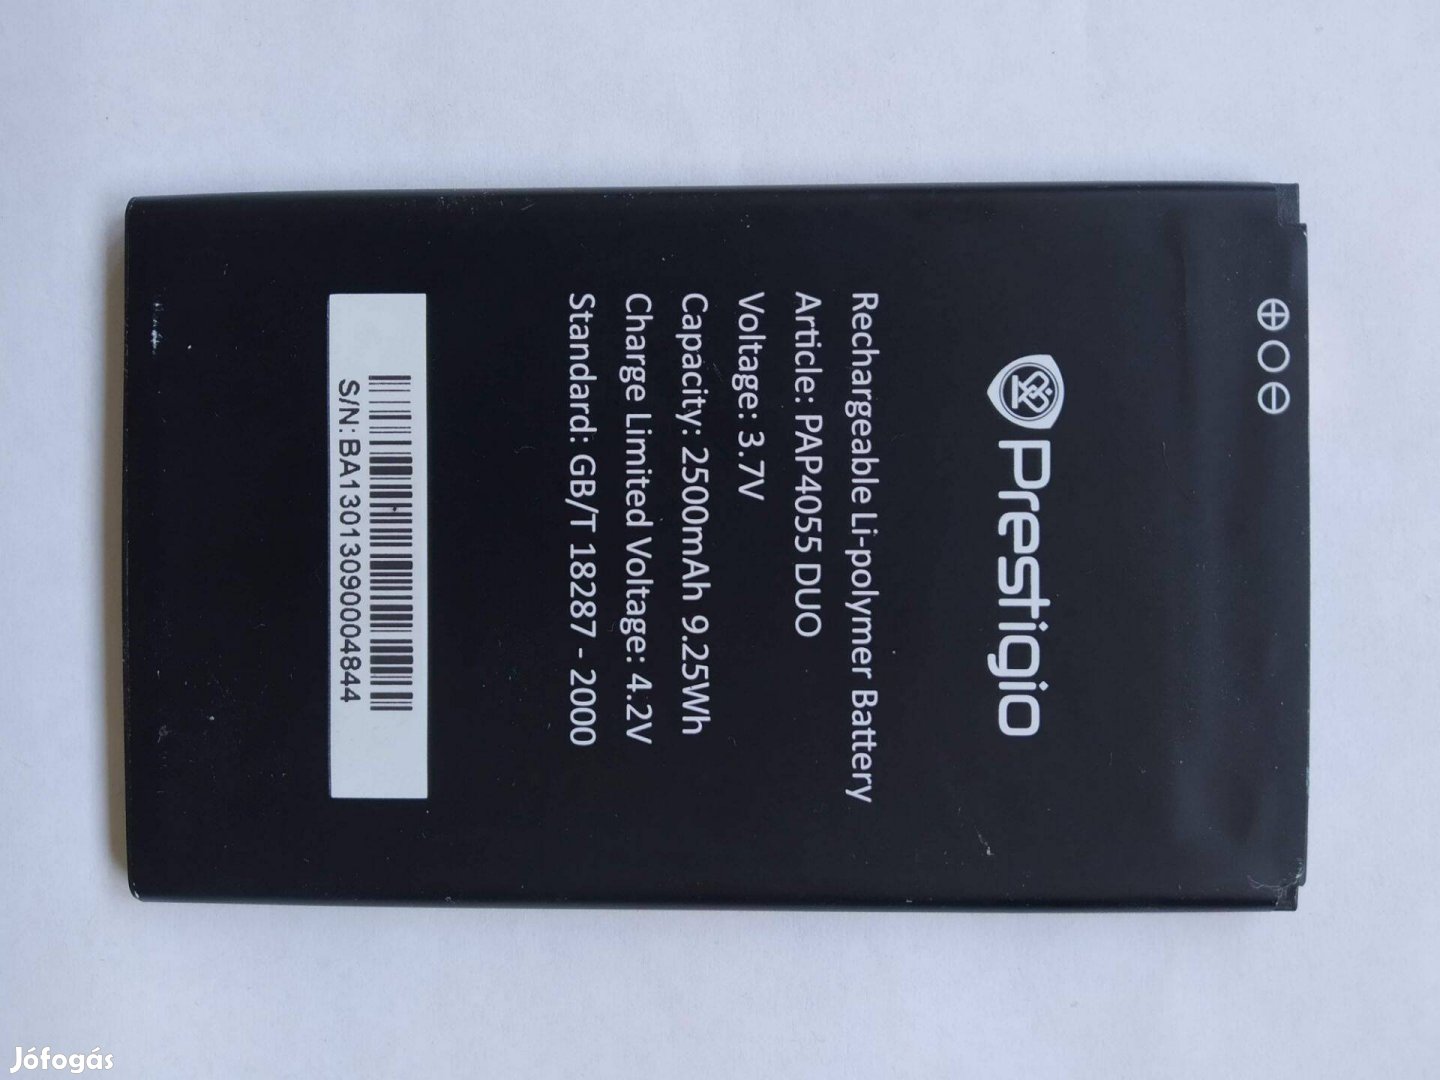 Prestigio
Rechargeable Li-polymer Battery
Article: PAP4055 DUO
Voltage: 3.7V
Capacity: 2500mAh 9.25Wh
Charge Limited Voltage: 4.2V
Standard: GB/T 18287 - 2000
S/N: BA13013090004844
Jófogás